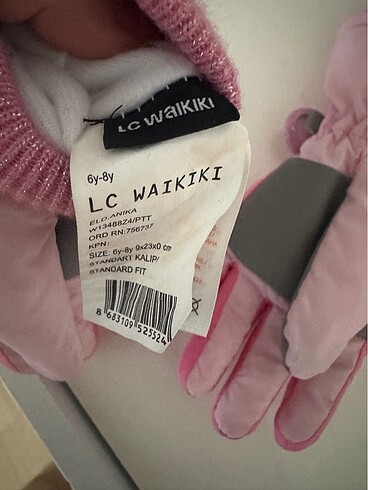 LC WAIKIKI
6y-8y
LC WAIKIKI
ELD.ANIKA
W13488Z4/PTT
ORD RN:756737
KPN:
SIZE: 6y-8y 9x23x0 cm
STANDART KALIP/
STANDARD FIT
8 683109 525524